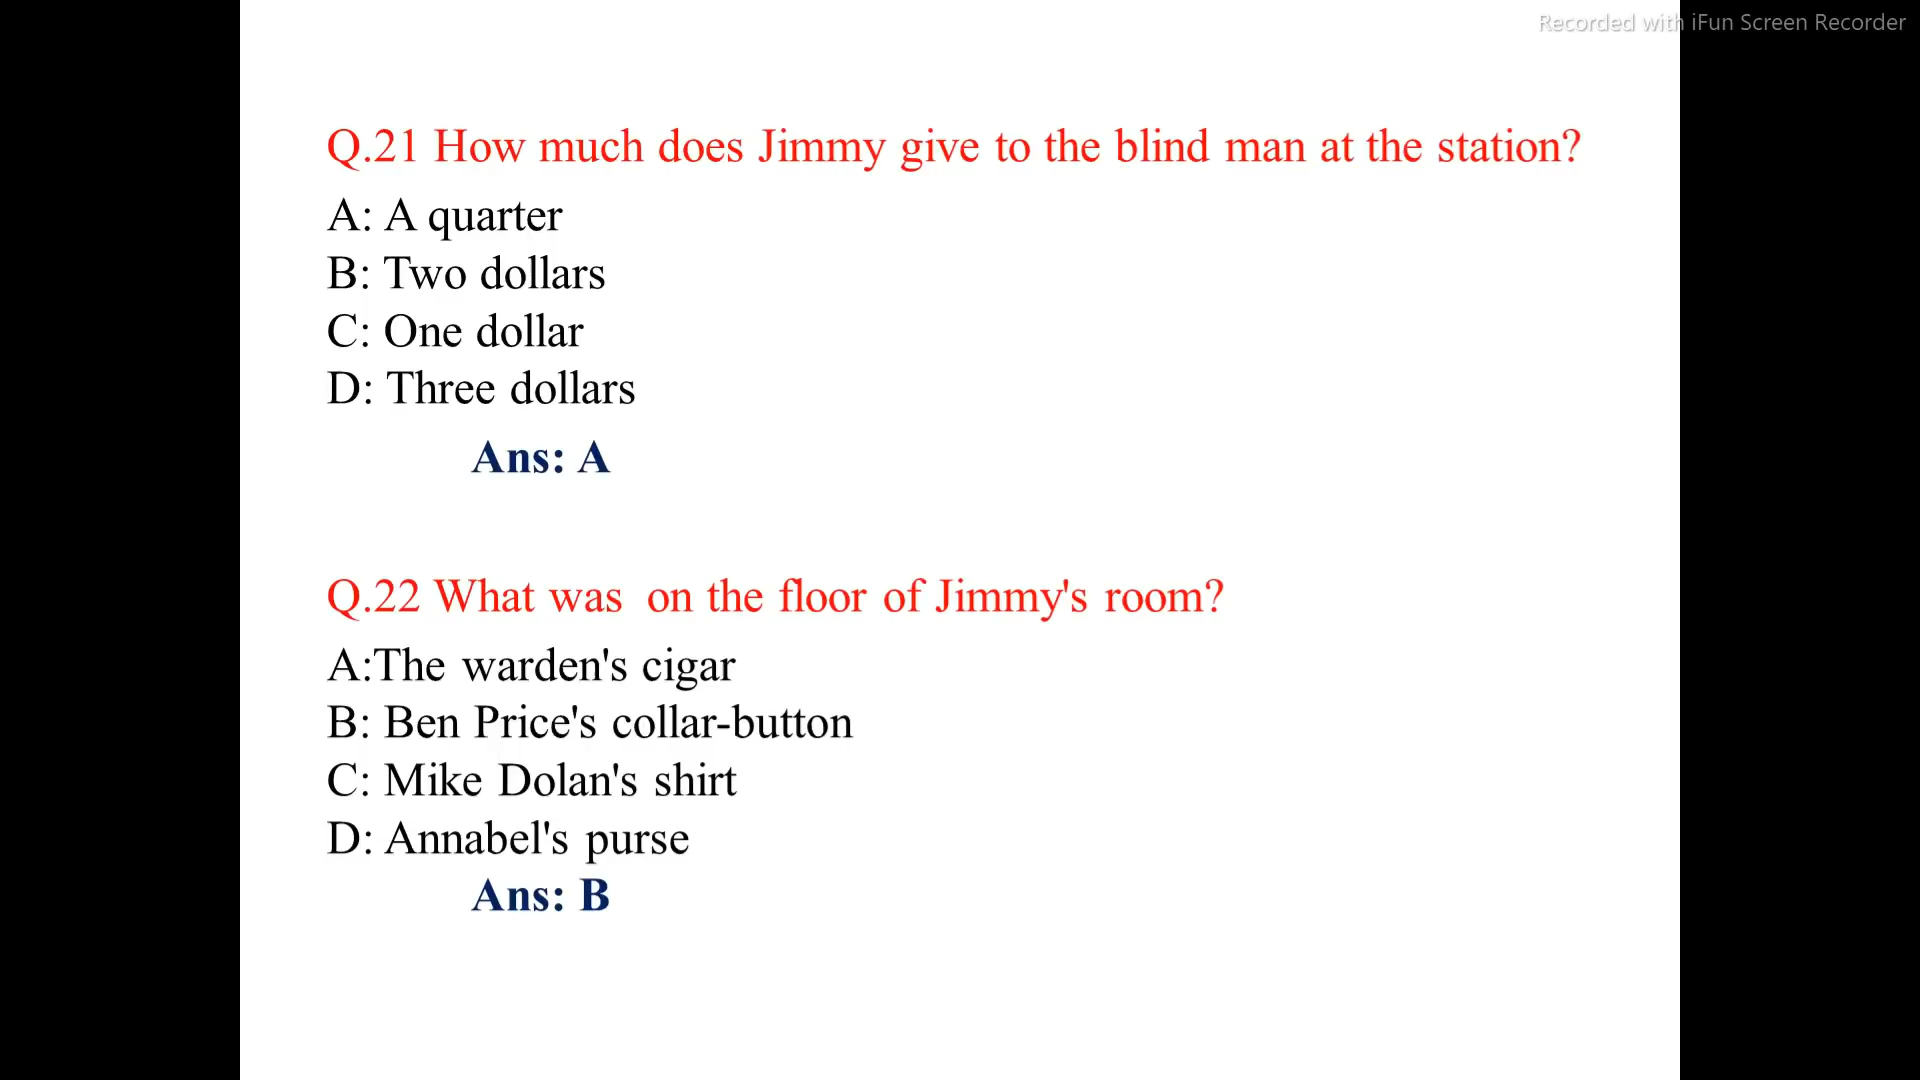 Recorded with iFun Screen Recorder
Q.21 How much does Jimmy give to the blind man at the station?
A: A quarter
B: Two dollars
C: One dollar
D: Three dollars
Ans: A
Q.22 What was on the floor of Jimmy's room?
A:The warden's cigar
B: Ben Price's collar-button
C: Mike Dolan's shirt
D: Annabel's purse
Ans: B